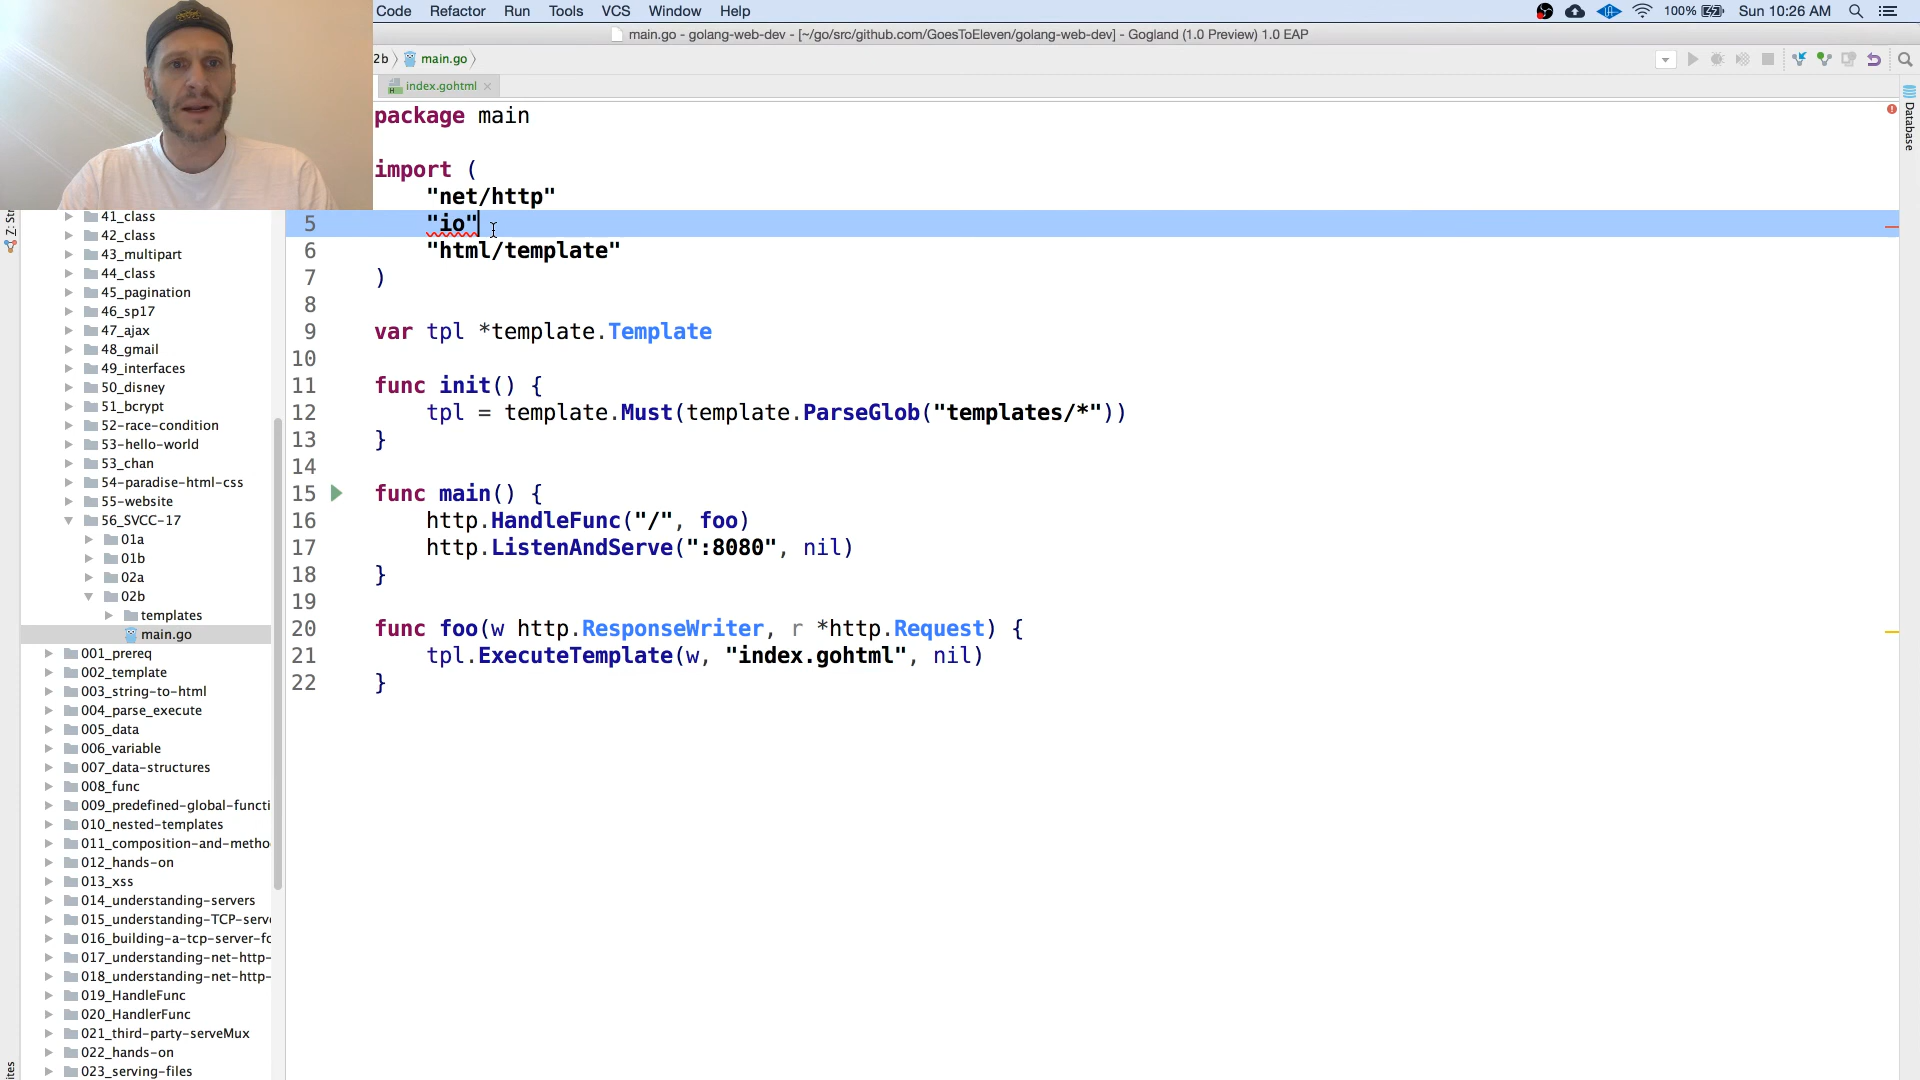 Code Refactor Run Tools VCS Window Help 100% Sun 10:26 AM
main.go - golang-web-dev - [~/go/src/github.com/GoesToEleven/golang-web-dev] - Gogland (1.0 Preview) 1.0 EAP
2b main.go
index.gohtml
package main
import (
"net/http"
5 "io"
6 "html/template"
7 )
8
9 var tpl *template.Template
10
11 func init() {
12 tpl = template.Must(template.ParseGlob("templates/*"))
13 }
14
15 func main() {
16 http.HandleFunc("/", foo)
17 http.ListenAndServe(":8080", nil)
18 }
19
20 func foo(w http.ResponseWriter, r *http.Request) {
21 tpl.ExecuteTemplate(w, "index.gohtml", nil)
22 }
Database
Z: Str
41_class
42_class
43_multipart
44_class
45_pagination
46_sp17
47_ajax
48_gmail
49_interfaces
50_disney
51_bcrypt
52-race-condition
53-hello-world
53_chan
54-paradise-html-css
55-website
56_SVCC-17
01a
01b
02a
02b
templates
main.go
001_prereq
002_template
003_string-to-html
004_parse_execute
005_data
006_variable
007_data-structures
008_func
009_predefined-global-functi
010_nested-templates
011_composition-and-metho
012_hands-on
013_xss
014_understanding-servers
015_understanding-TCP-serve
016_building-a-tcp-server-fo
017_understanding-net-http-
018_understanding-net-http-
019_HandleFunc
020_HandlerFunc
021_third-party-serveMux
022_hands-on
023_serving-files
ites